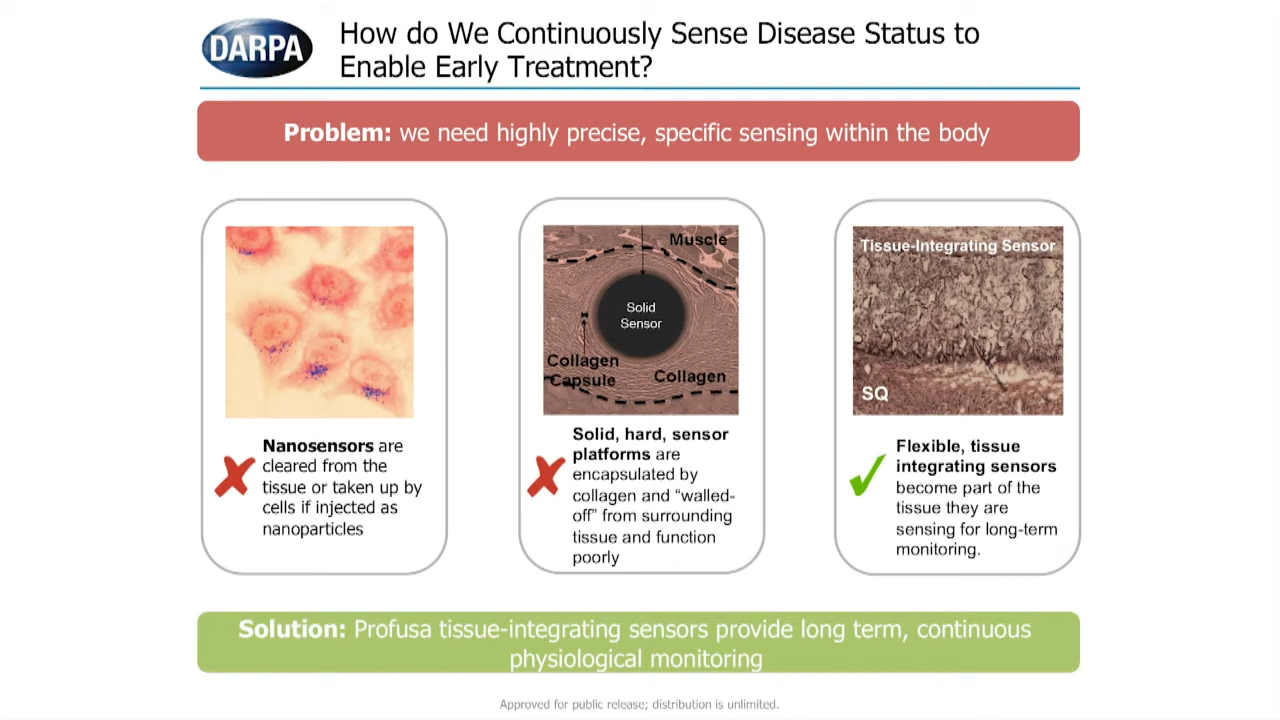 DARPA
How do We Continuously Sense Disease Status to
Enable Early Treatment?
Problem: we need highly precise, specific sensing within the body
Nanosensors are
cleared from the
tissue or taken up by
cells if injected as
nanoparticles
Muscle
Solid
Sensor
Collagen
Capsule
Collagen
Solid, hard, sensor
platforms are
encapsulated by
collagen and “walled-
off” from surrounding
tissue and function
poorly
Tissue-Integrating Sensor
SQ
Flexible, tissue
integrating sensors
become part of the
tissue they are
sensing for long-term
monitoring.
Solution: Profusa tissue-integrating sensors provide long term, continuous
physiological monitoring
Approved for public release; distribution is unlimited.